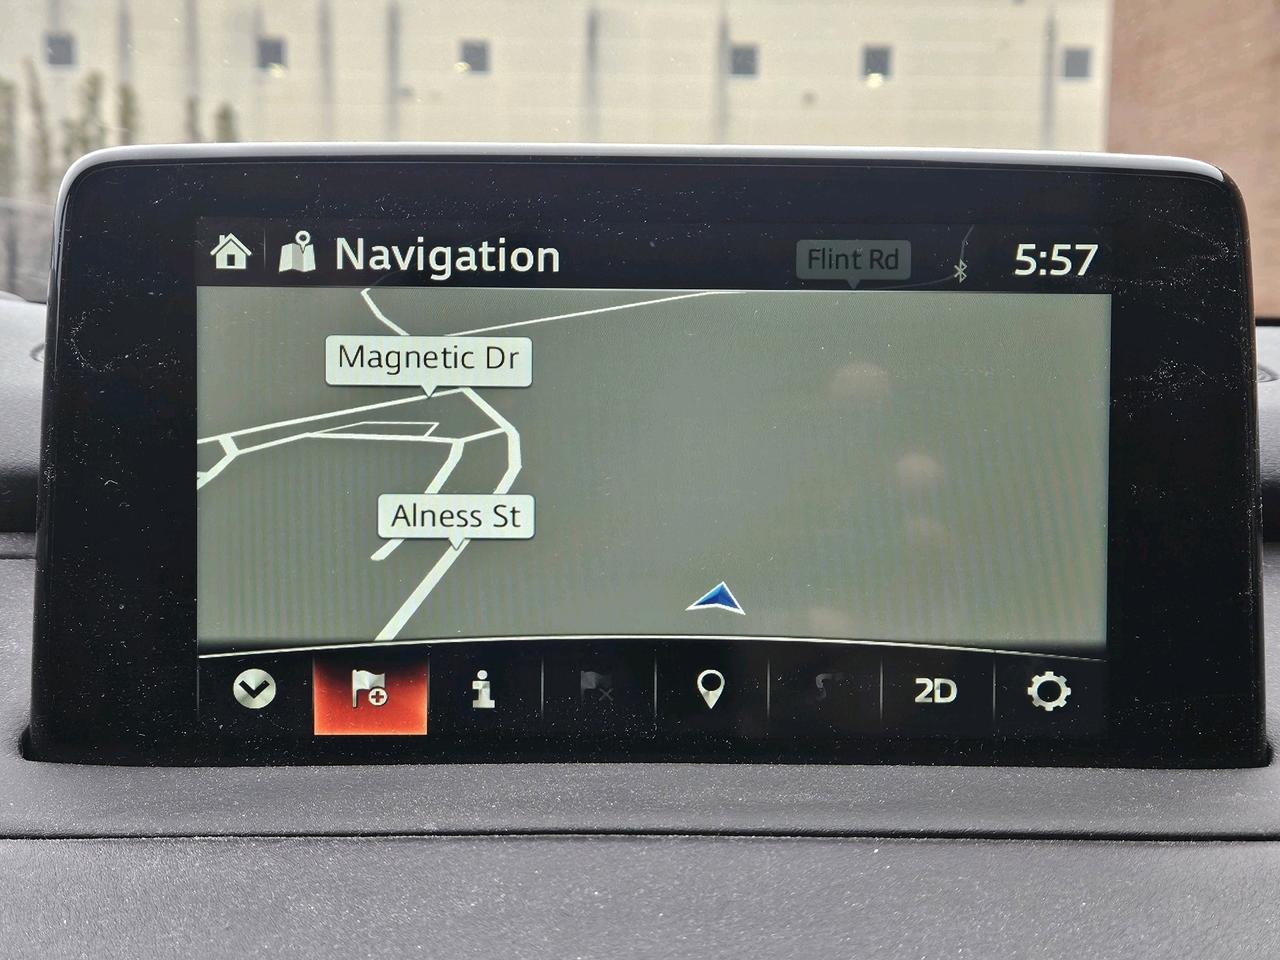 Navigation
Flint Rd
5:57
Magnetic Dr
Alness St
2D